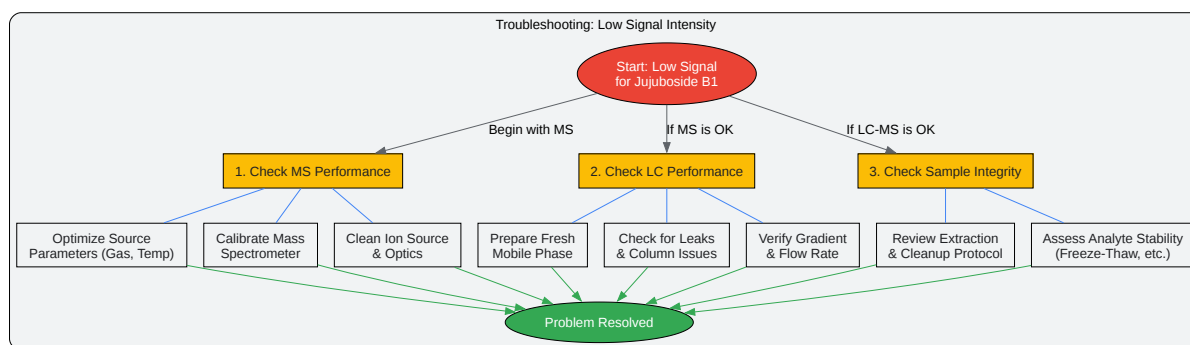 Troubleshooting: Low Signal Intensity
Start: Low Signal
for Jujuboside B1
Begin with MS
If MS is OK
If LC-MS is OK
1. Check MS Performance
2. Check LC Performance
3. Check Sample Integrity
Optimize Source
Parameters (Gas, Temp)
Calibrate Mass
Spectrometer
Clean Ion Source
& Optics
Prepare Fresh
Mobile Phase
Check for Leaks
& Column Issues
Verify Gradient
& Flow Rate
Review Extraction
& Cleanup Protocol
Assess Analyte Stability
(Freeze-Thaw, etc.)
Problem Resolved